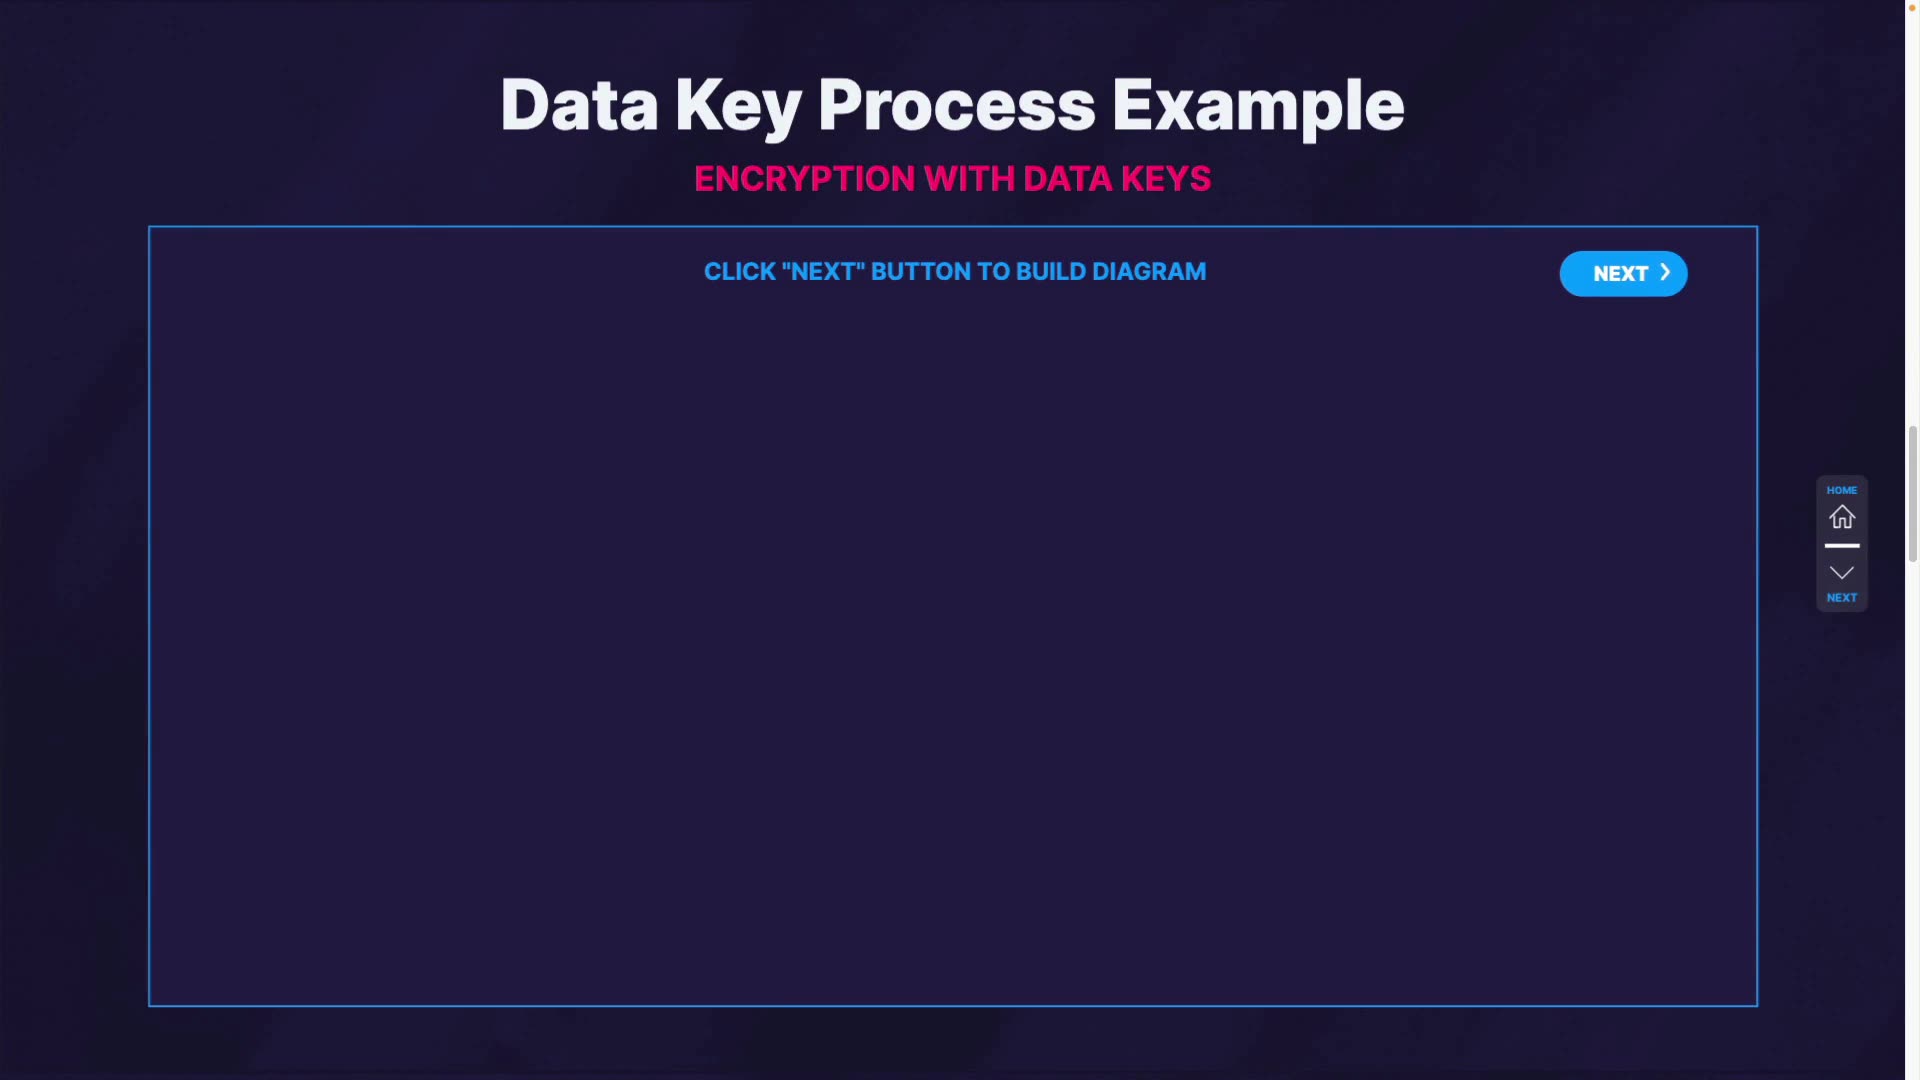 Data Key Process Example
ENCRYPTION WITH DATA KEYS
CLICK "NEXT" BUTTON TO BUILD DIAGRAM
NEXT
HOME
NEXT